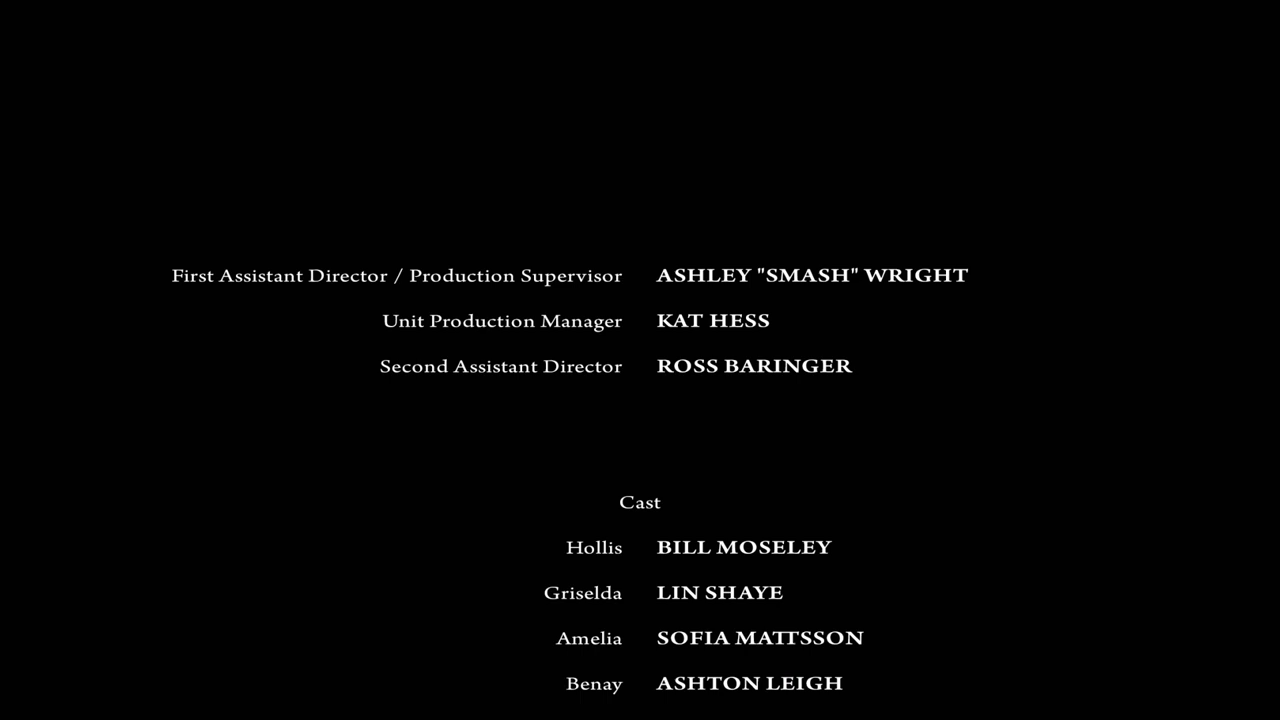 First Assistant Director / Production Supervisor ASHLEY "SMASH" WRIGHT
Unit Production Manager KAT HESS
Second Assistant Director ROSS BARINGER
Cast
Hollis BILL MOSELEY
Griselda LIN SHAYE
Amelia SOFIA MATTSSON
Benay ASHTON LEIGH